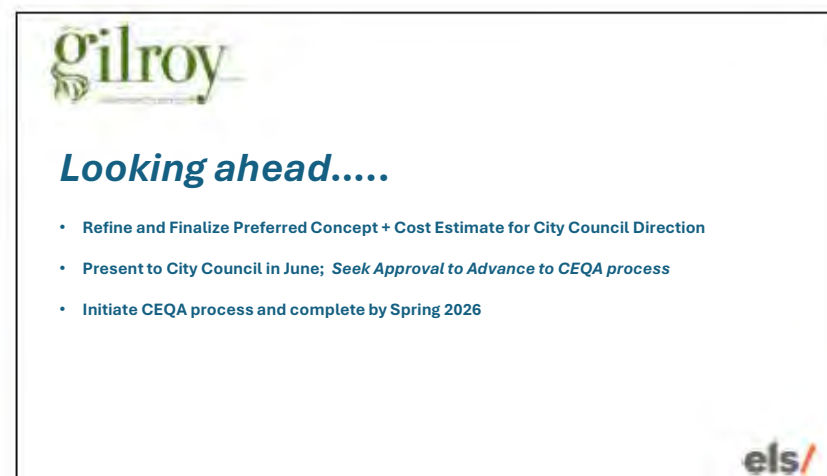 gilroy
Looking ahead.....
• Refine and Finalize Preferred Concept + Cost Estimate for City Council Direction
• Present to City Council in June; Seek Approval to Advance to CEQA process
• Initiate CEQA process and complete by Spring 2026
els/